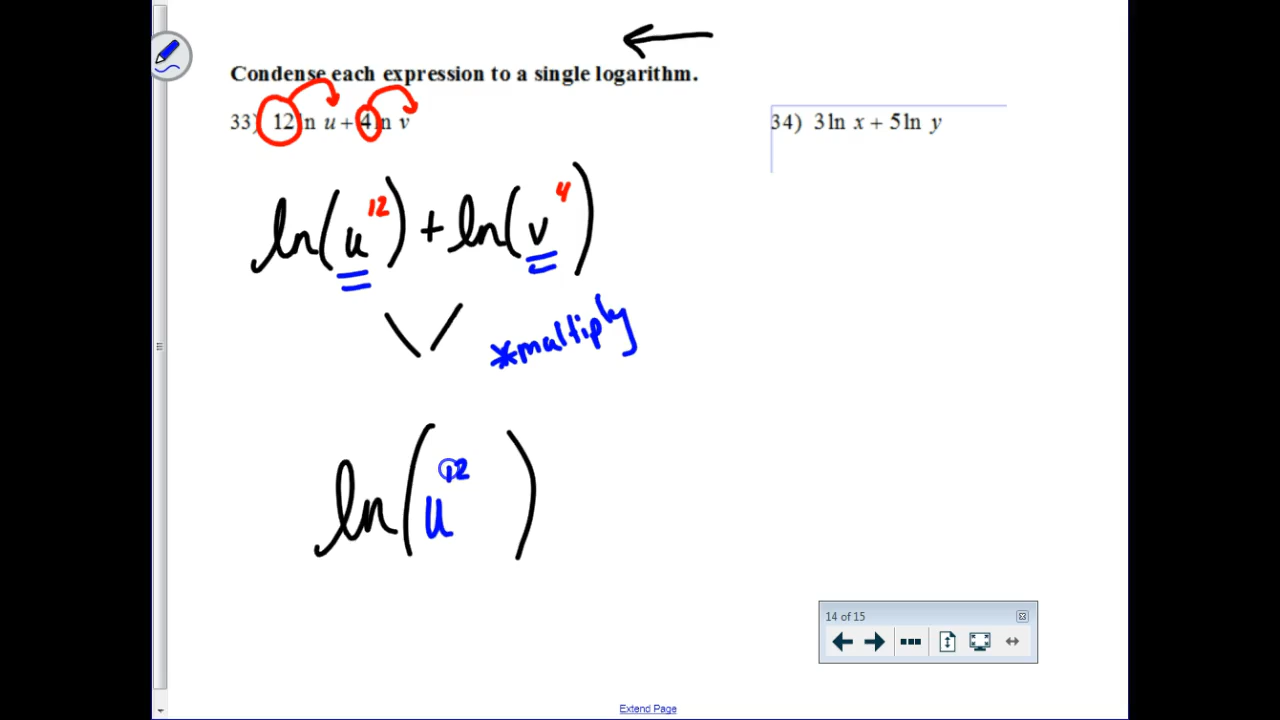 Condense each expression to a single logarithm.
33) 12 ln u + 4 ln v
34) 3 ln x + 5 ln y
ln(u^12) + ln(v^4)
*multiply
ln(u^12 )
14 of 15
Extend Page